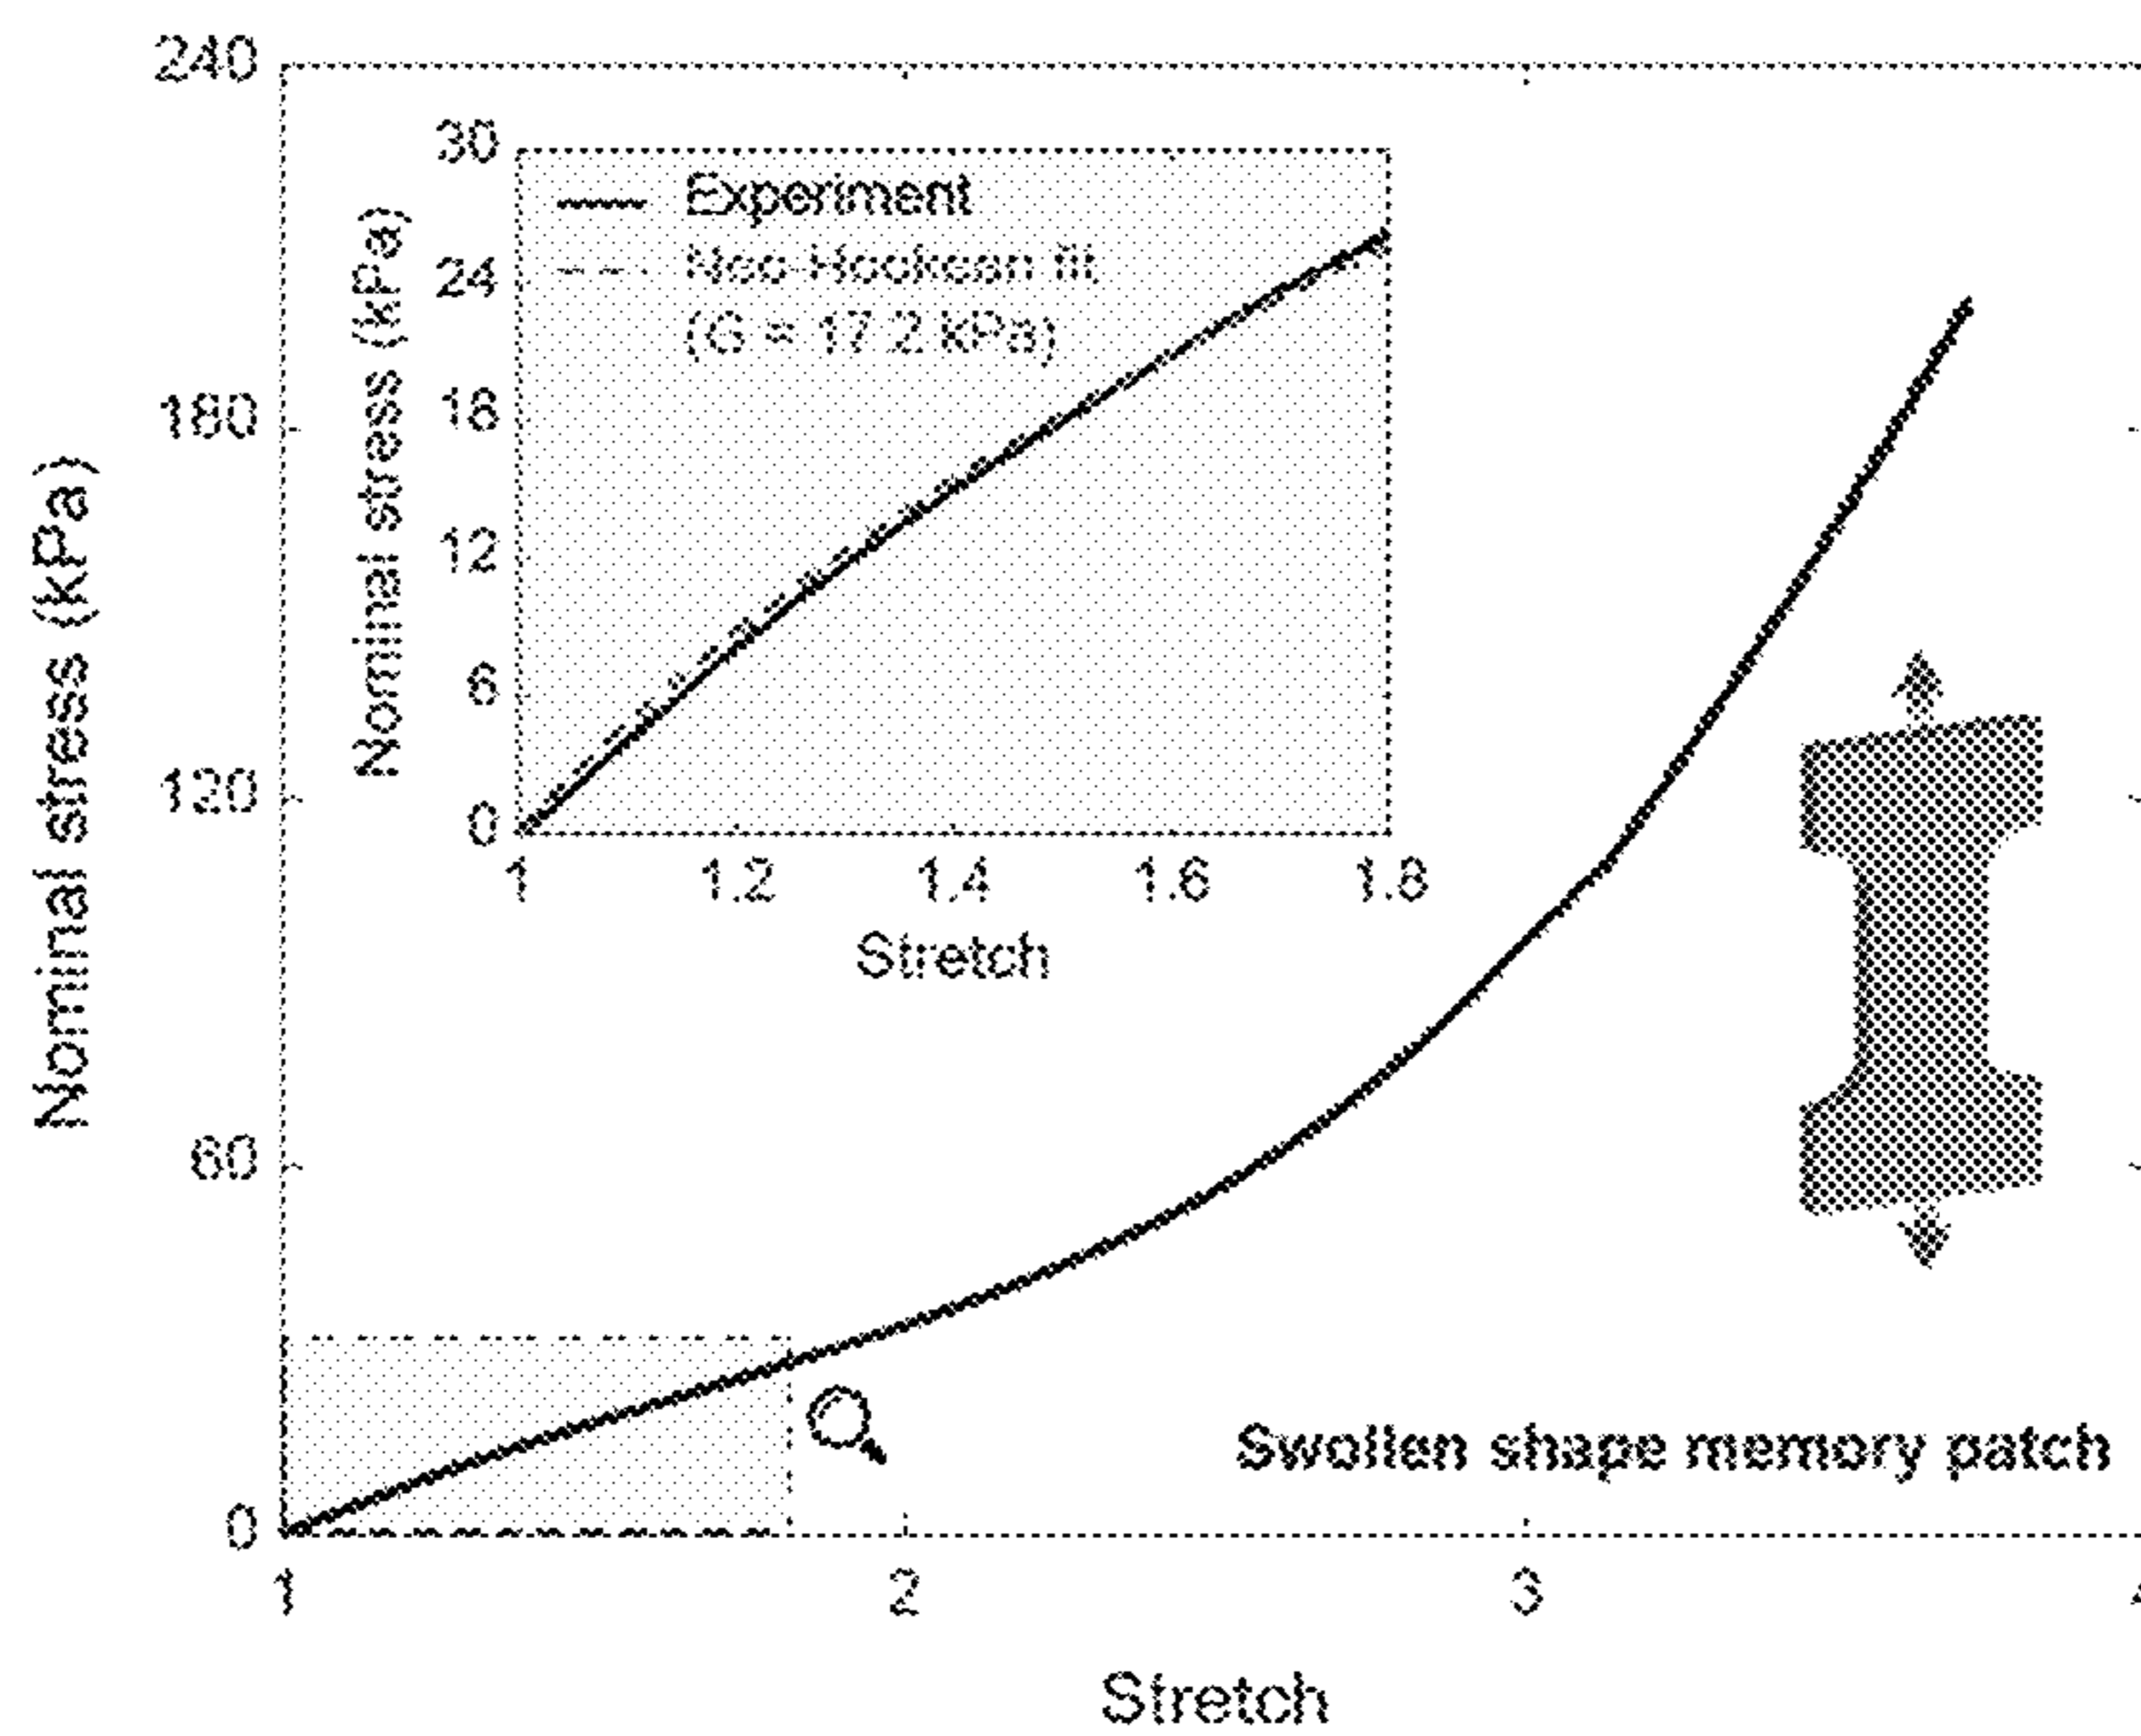 240
180
120
60
0
Nominal stress (kPa)
30
24
18
12
6
0
Nominal stress (kPa)
Experiment
Neo-Hookean fit
(G = 17.2 kPa)
1 1.2 1.4 1.6 1.8
Stretch
Swollen shape memory patch
1 2 3 4
Stretch